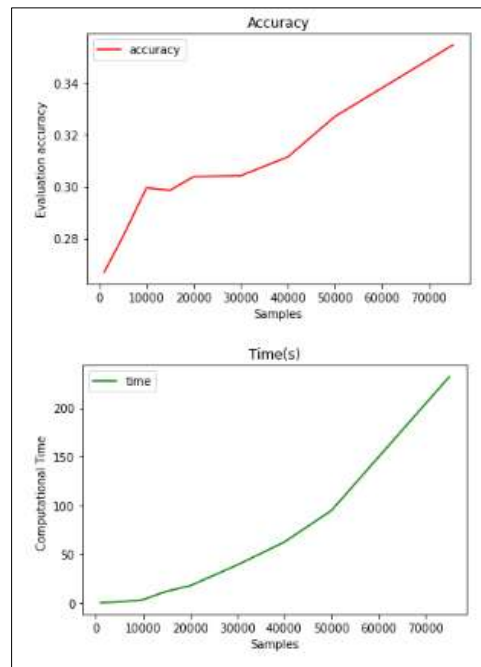 Accuracy
accuracy
Evaluation accuracy
0.34
0.32
0.30
0.28
0 10000 20000 30000 40000 50000 60000 70000
Samples
Time(s)
time
Computational Time
200
150
100
50
0
0 10000 20000 30000 40000 50000 60000 70000
Samples